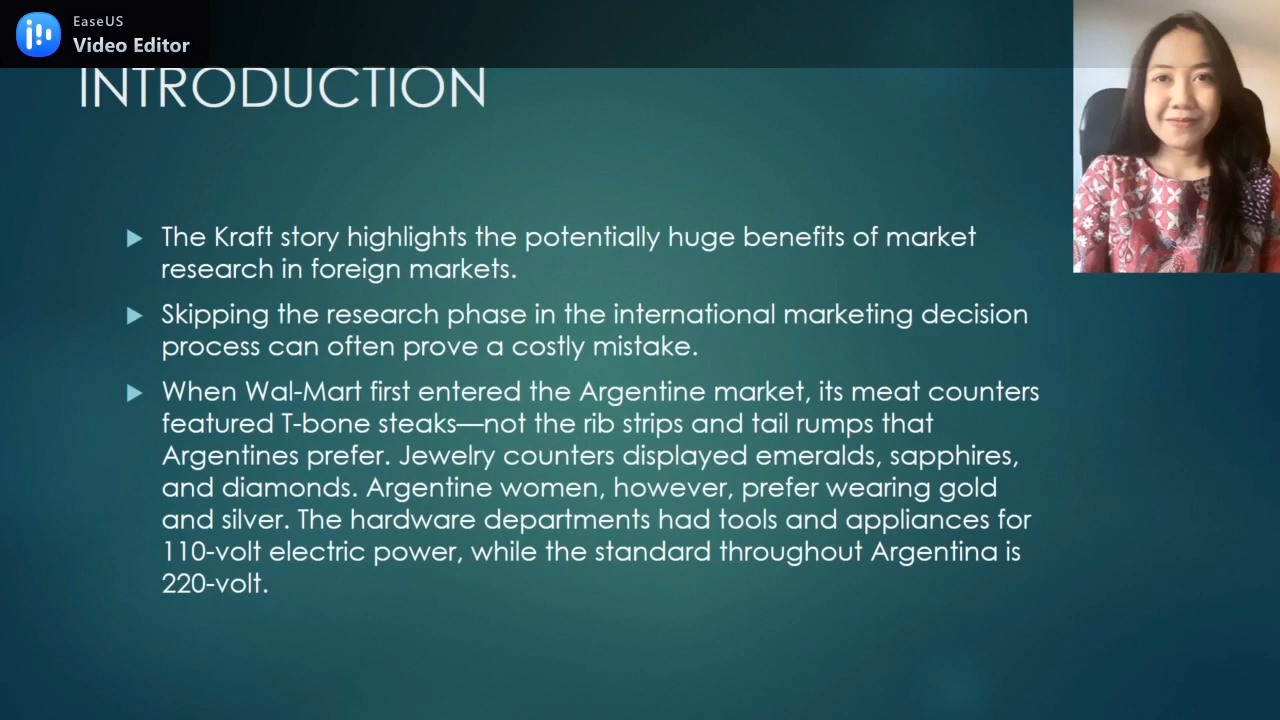 EaseUS
Video Editor
INTRODUCTION
The Kraft story highlights the potentially huge benefits of market
research in foreign markets.
Skipping the research phase in the international marketing decision
process can often prove a costly mistake.
When Wal-Mart first entered the Argentine market, its meat counters
featured T-bone steaks—not the rib strips and tail rumps that
Argentines prefer. Jewelry counters displayed emeralds, sapphires,
and diamonds. Argentine women, however, prefer wearing gold
and silver. The hardware departments had tools and appliances for
110-volt electric power, while the standard throughout Argentina is
220-volt.